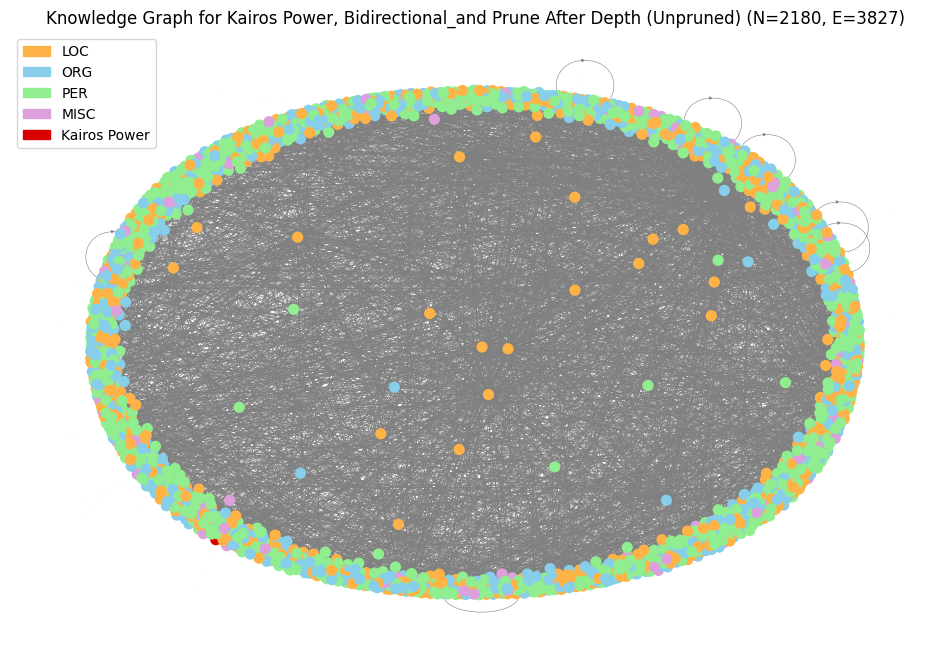 Knowledge Graph for Kairos Power, Bidirectional_and Prune After Depth (Unpruned) (N=2180, E=3827)
LOC
ORG
PER
MISC
Kairos Power